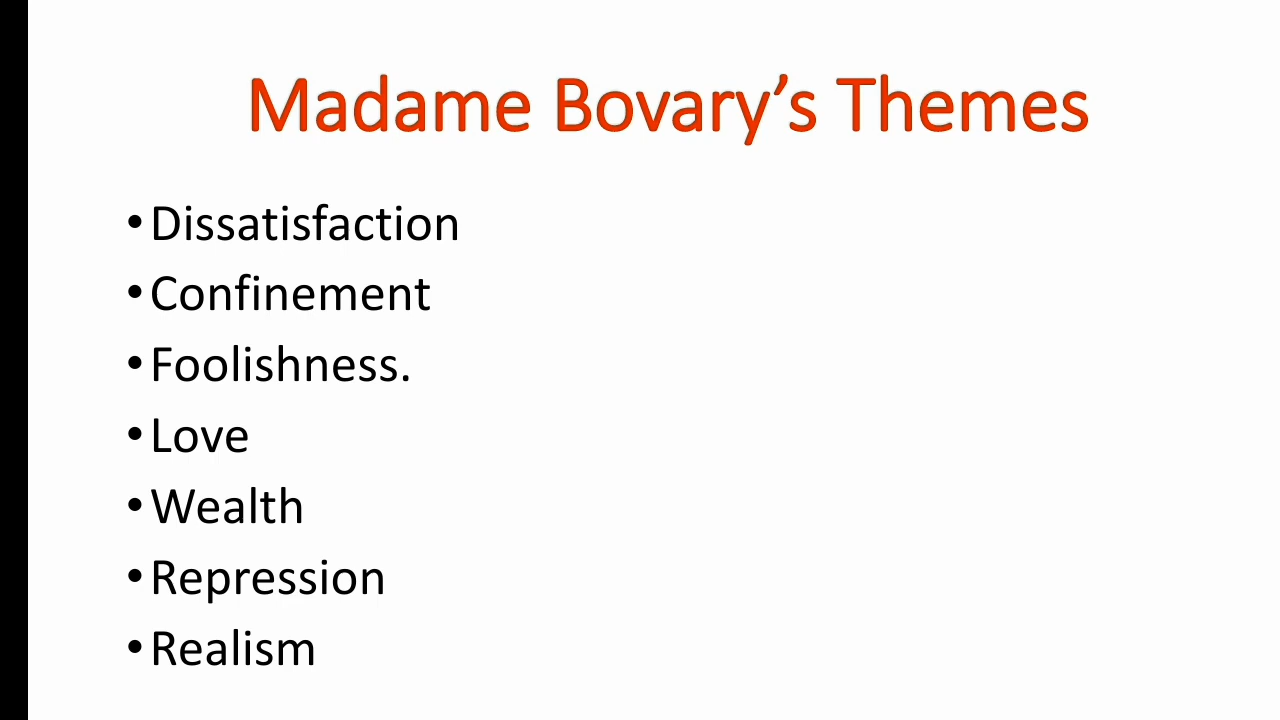 Madame Bovary’s Themes
•Dissatisfaction
•Confinement
•Foolishness.
•Love
•Wealth
•Repression
•Realism